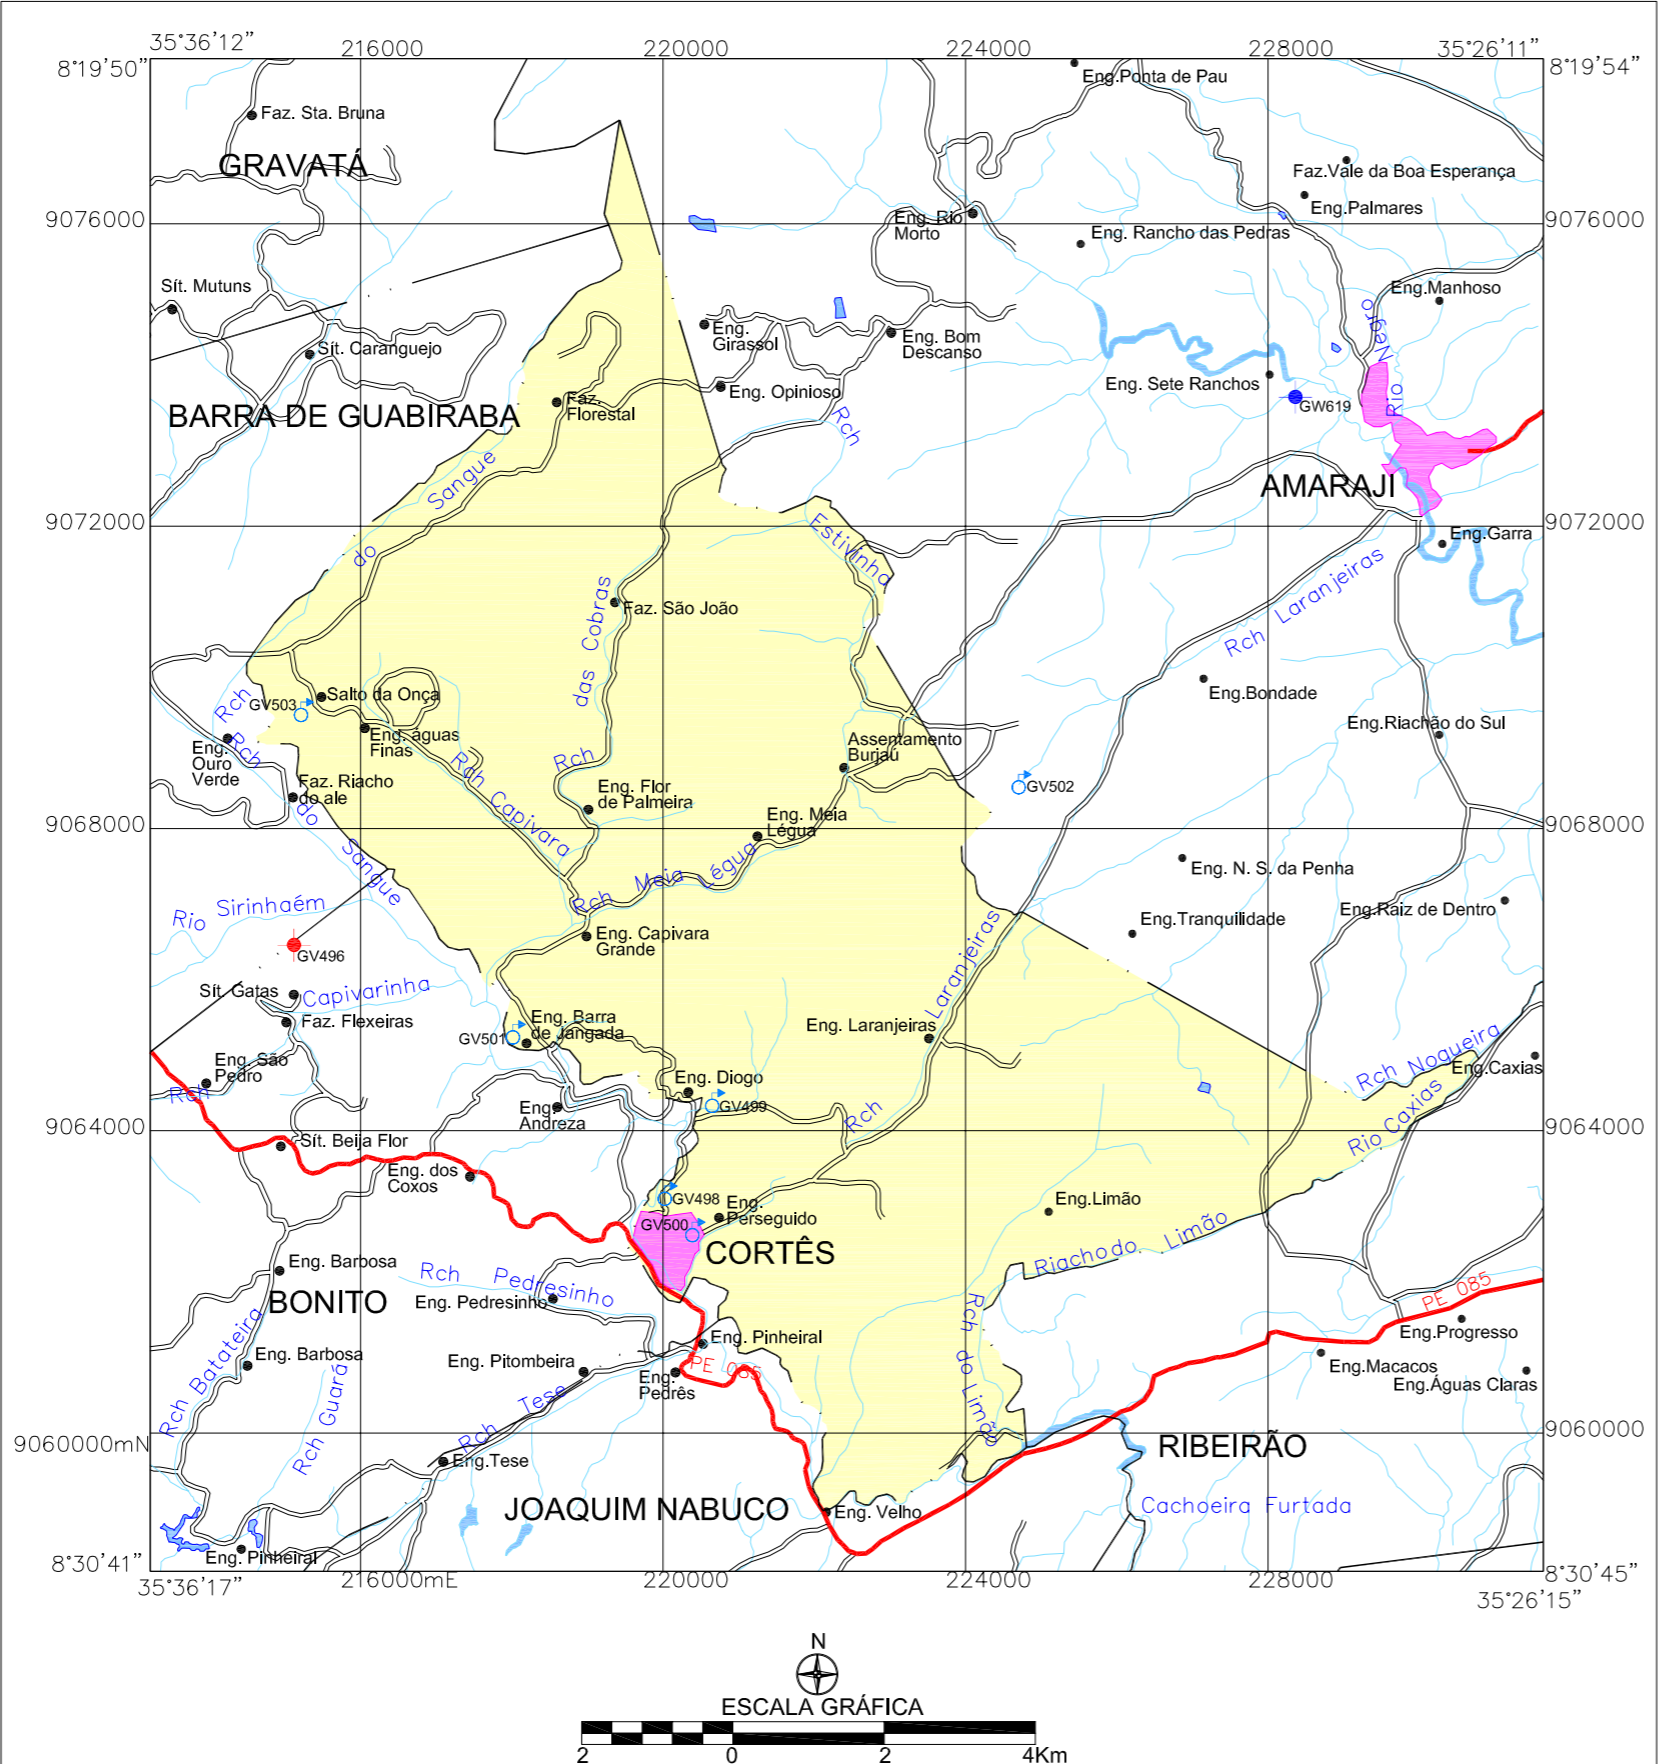 35°36'12"
216000
220000
224000
228000
35°26'11"
8°19'50"
8°19'54"
Eng.Ponta de Pau
Faz. Sta. Bruna
GRAVATÁ
Faz.Vale da Boa Esperança
Eng.Palmares
9076000
9076000
Eng. Rio
Morto
Eng. Rancho das Pedras
Sít. Mutuns
Eng.Manhoso
Rio
Negro
Eng.
Girassol
Eng. Bom
Descanso
Sít. Caranguejo
Eng. Sete Ranchos
Eng. Opinioso
GW619
Faz.
Florestal
BARRA DE GUABIRABA
Rch
AMARAJI
Rch
do
Sangue
9072000
9072000
Estivinha
Eng.Garra
Rch Laranjeiras
Faz. São João
Rch
das Cobras
Salto da Onça
GV503
Eng.Bondade
Eng.Riachão do Sul
Eng. águas
Finas
Assentamento
Burjaú
Eng.
Ouro
Verde
Rch
do
Sangue
Faz. Riacho
do ale
Rch Capivara
Eng. Flor
de Palmeira
GV502
Eng. Meia
Légua
9068000
9068000
Rch Meia Légua
Eng. N. S. da Penha
Rio Sirinhaém
Eng.Tranquilidade
Eng.Raiz de Dentro
Eng. Capivara
Grande
GV496
Sít. Gatas
Rch
Capivarinha
Rch
Laranjeiras
Faz. Flexeiras
Eng. Barra
de Jangada
GV501
Eng. Laranjeiras
Rch Nogueira
Eng.Caxias
Eng. São
Pedro
Eng. Diogo
GV499
Eng.
Andreza
Rio Caxias
9064000
9064000
Sít. Beija Flor
Eng. dos
Coxos
GV498
Eng.
Perseguido
Eng.Limão
GV500
CORTÊS
Riacho do Limão
Eng. Barbosa
Rch Pedresinho
BONITO
Eng. Pedresinho
Rch do Limão
PE 085
Eng.Progresso
Eng. Pinheiral
Eng. Barbosa
Rch Batateira
Rch Guará
Eng. Pitombeira
PE 085
Eng.
Pedrês
Eng.Macacos
Eng.Águas Claras
Rch Tese
9060000mN
9060000
RIBEIRÃO
Eng.Tese
JOAQUIM NABUCO
Eng. Velho
Cachoeira Furtada
Eng. Pinheiral
8°30'41"
8°30'45"
35°36'17"
216000mE
220000
224000
228000
35°26'15"
N
ESCALA GRÁFICA
2
0
2
4Km